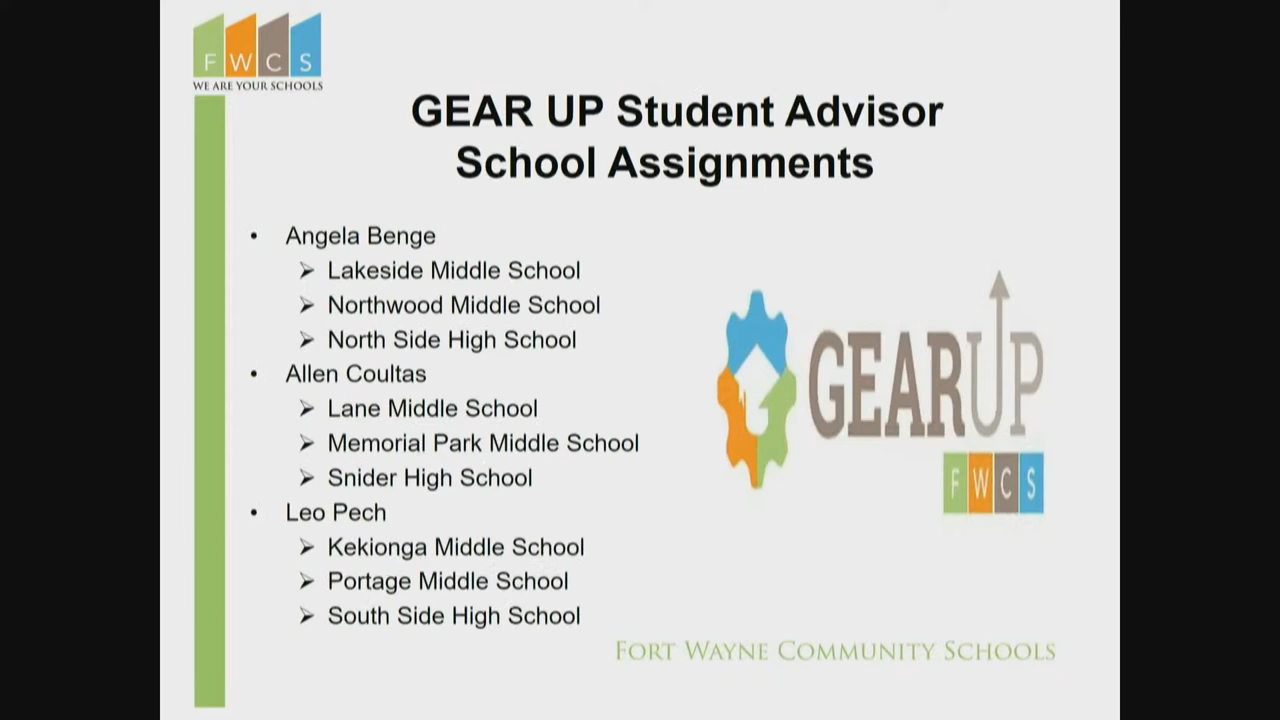 F W C S
WE ARE YOUR SCHOOLS
GEAR UP Student Advisor
School Assignments
• Angela Benge
➢ Lakeside Middle School
➢ Northwood Middle School
➢ North Side High School
• Allen Coultas
➢ Lane Middle School
➢ Memorial Park Middle School
➢ Snider High School
• Leo Pech
➢ Kekionga Middle School
➢ Portage Middle School
➢ South Side High School
GEARUP
F W C S
FORT WAYNE COMMUNITY SCHOOLS